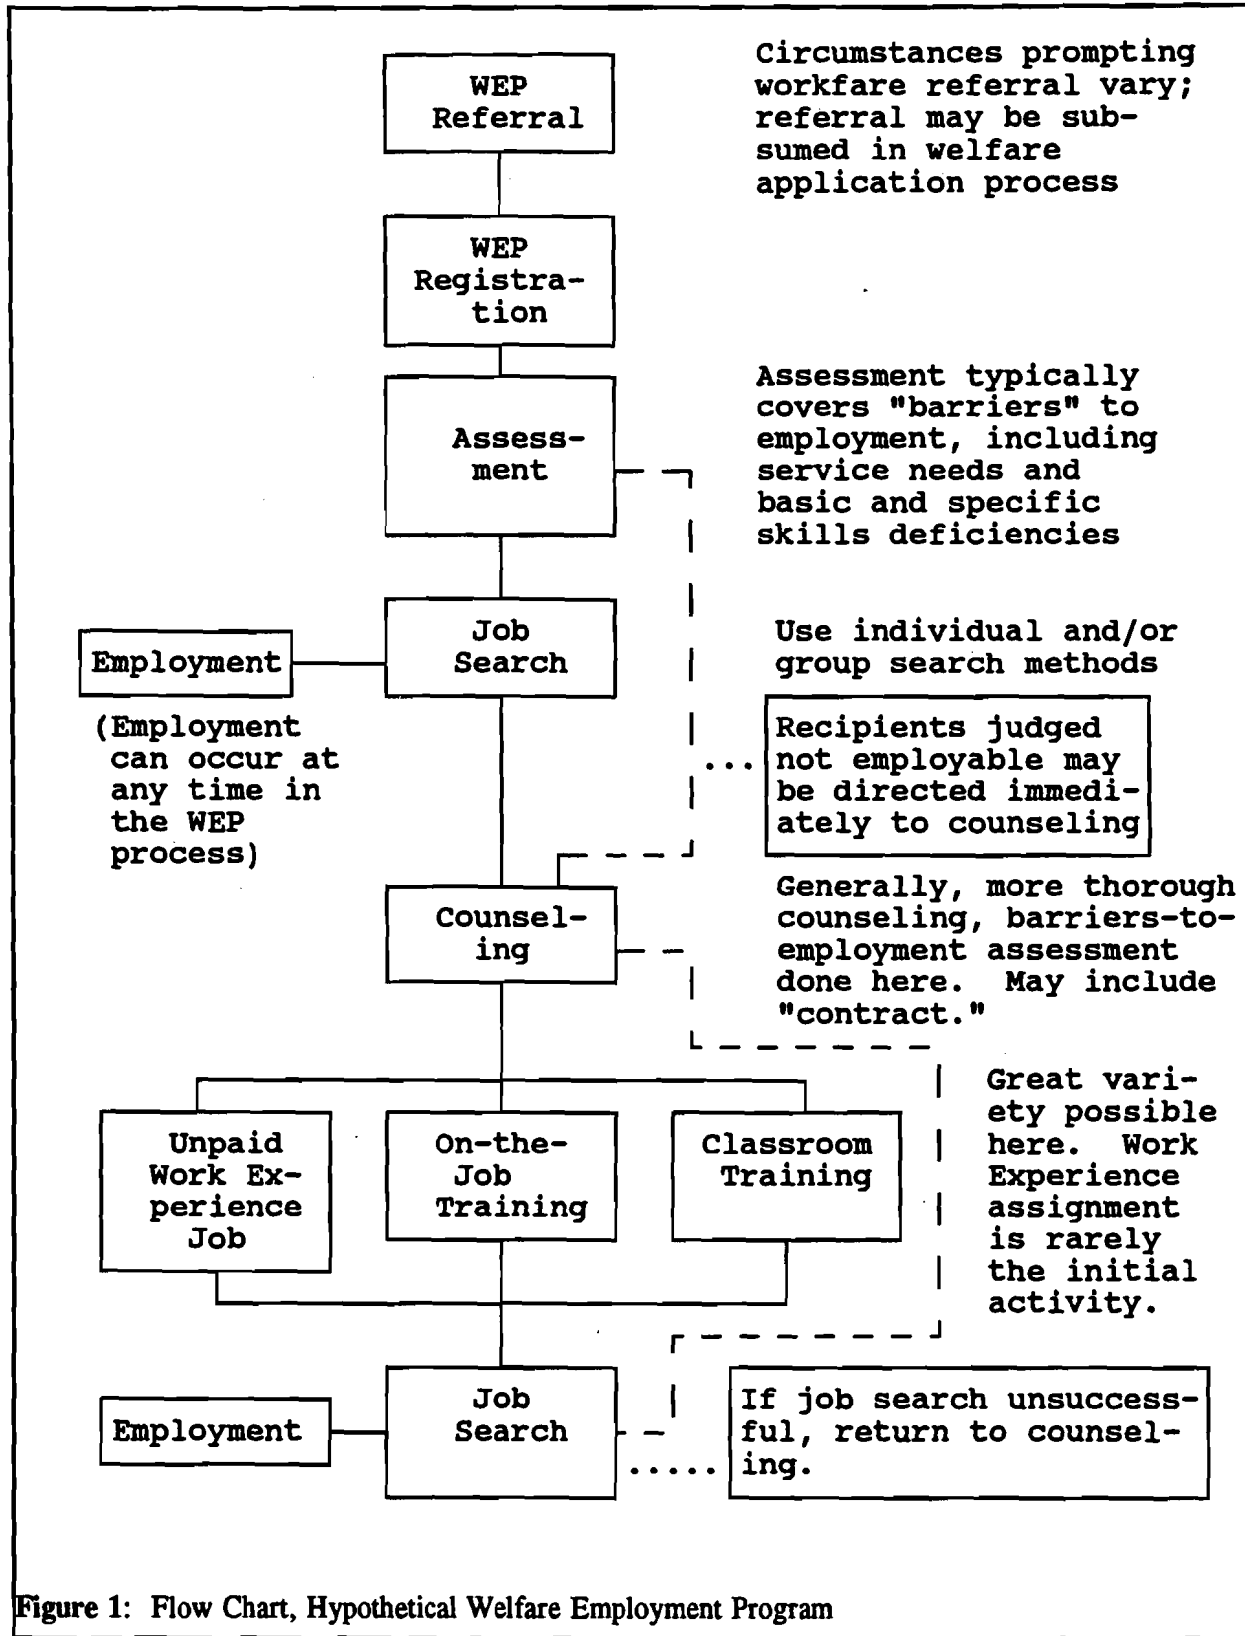 WEP
Referral
Circumstances prompting
workfare referral vary;
referral may be sub-
sumed in welfare
application process
WEP
Registra-
tion
Assess-
ment
Assessment typically
covers "barriers" to
employment, including
service needs and
basic and specific
skills deficiencies
Job
Search
Employment
(Employment
can occur at
any time in
the WEP
process)
Use individual and/or
group search methods
...
Recipients judged
not employable may
be directed immedi-
ately to counseling
Counsel-
ing
Generally, more thorough
counseling, barriers-to-
employment assessment
done here. May include
"contract."
Unpaid
Work Ex-
perience
Job
On-the-
Job
Training
Classroom
Training
Great vari-
ety possible
here. Work
Experience
assignment
is rarely
the initial
activity.
Job
Search
Employment
.....
If job search unsuccess-
ful, return to counsel-
ing.
Figure 1: Flow Chart, Hypothetical Welfare Employment Program